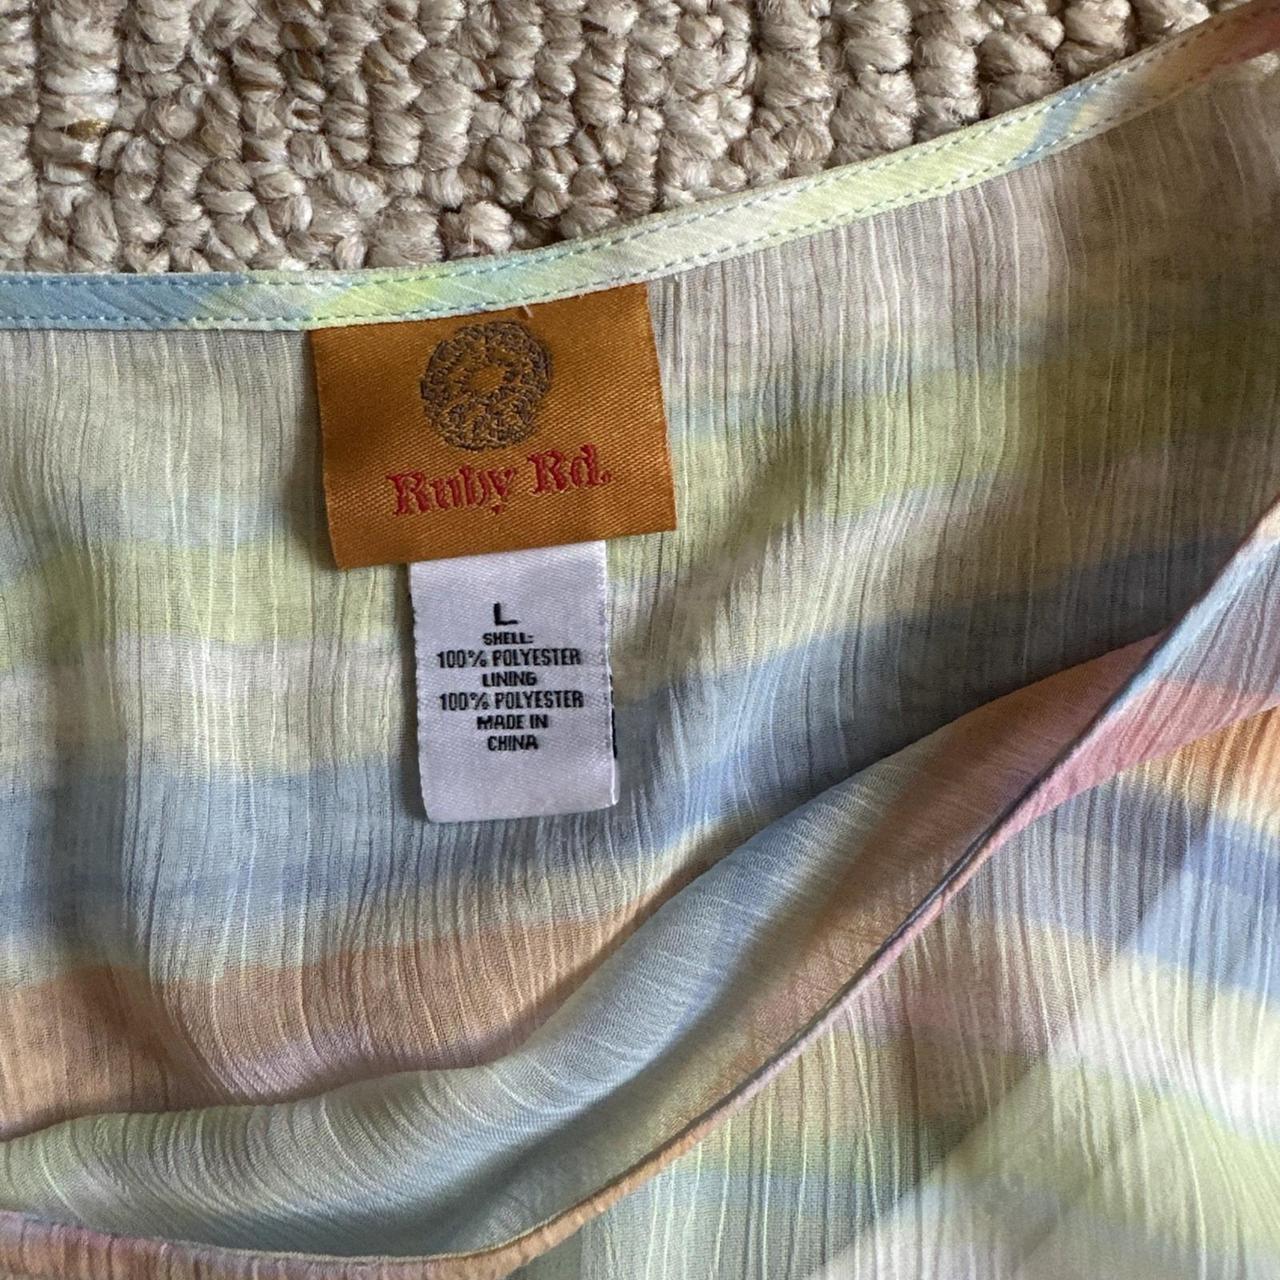 Ruby Rd.
L
SHELL:
100% POLYESTER
LINING
100% POLYESTER
MADE IN
CHINA